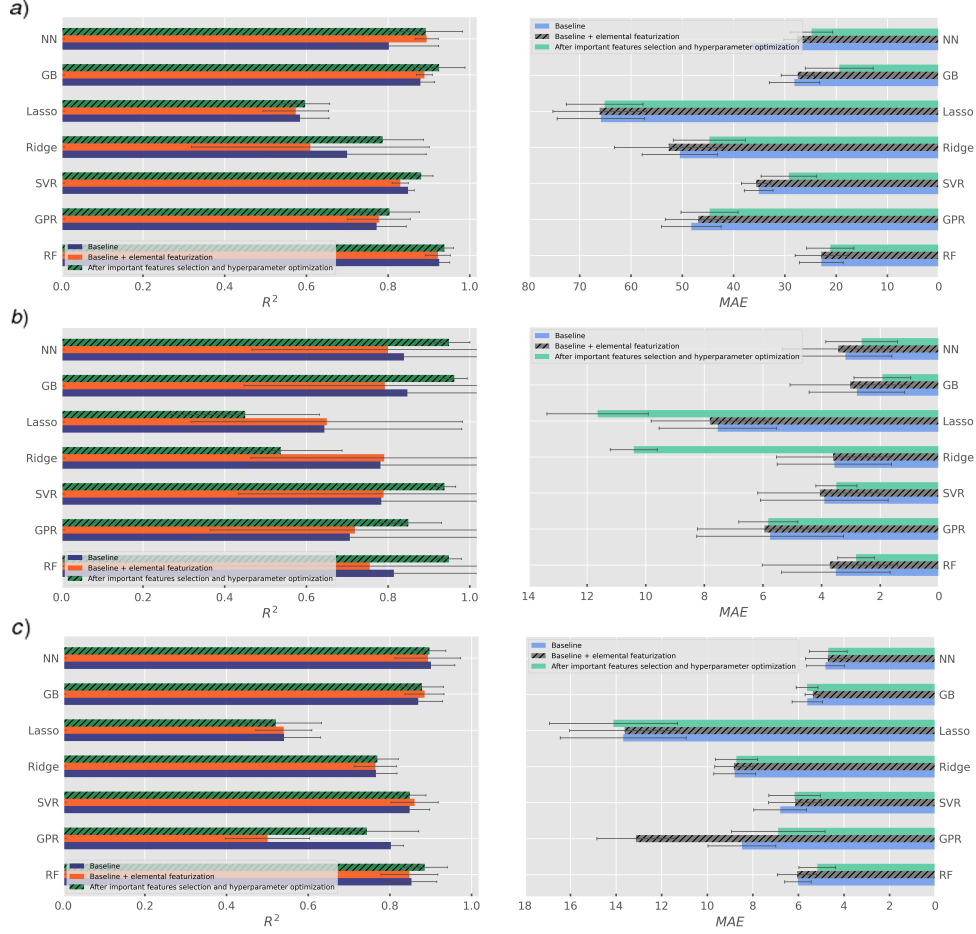 a)
NN
GB
Lasso
Ridge
SVR
GPR
RF
Baseline
Baseline + elemental featurization
After important features selection and hyperparameter optimization
0.0 0.2 0.4 0.6 0.8 1.0
R²
Baseline
Baseline + elemental featurization
After important features selection and hyperparameter optimization
NN
GB
Lasso
Ridge
SVR
GPR
RF
80 70 60 50 40 30 20 10 0
MAE
b)
NN
GB
Lasso
Ridge
SVR
GPR
RF
Baseline
Baseline + elemental featurization
After important features selection and hyperparameter optimization
0.0 0.2 0.4 0.6 0.8 1.0
R²
Baseline
Baseline + elemental featurization
After important features selection and hyperparameter optimization
NN
GB
Lasso
Ridge
SVR
GPR
RF
14 12 10 8 6 4 2 0
MAE
c)
NN
GB
Lasso
Ridge
SVR
GPR
RF
Baseline
Baseline + elemental featurization
After important features selection and hyperparameter optimization
0.0 0.2 0.4 0.6 0.8 1.0
R²
Baseline
Baseline + elemental featurization
After important features selection and hyperparameter optimization
NN
GB
Lasso
Ridge
SVR
GPR
RF
18 16 14 12 10 8 6 4 2 0
MAE